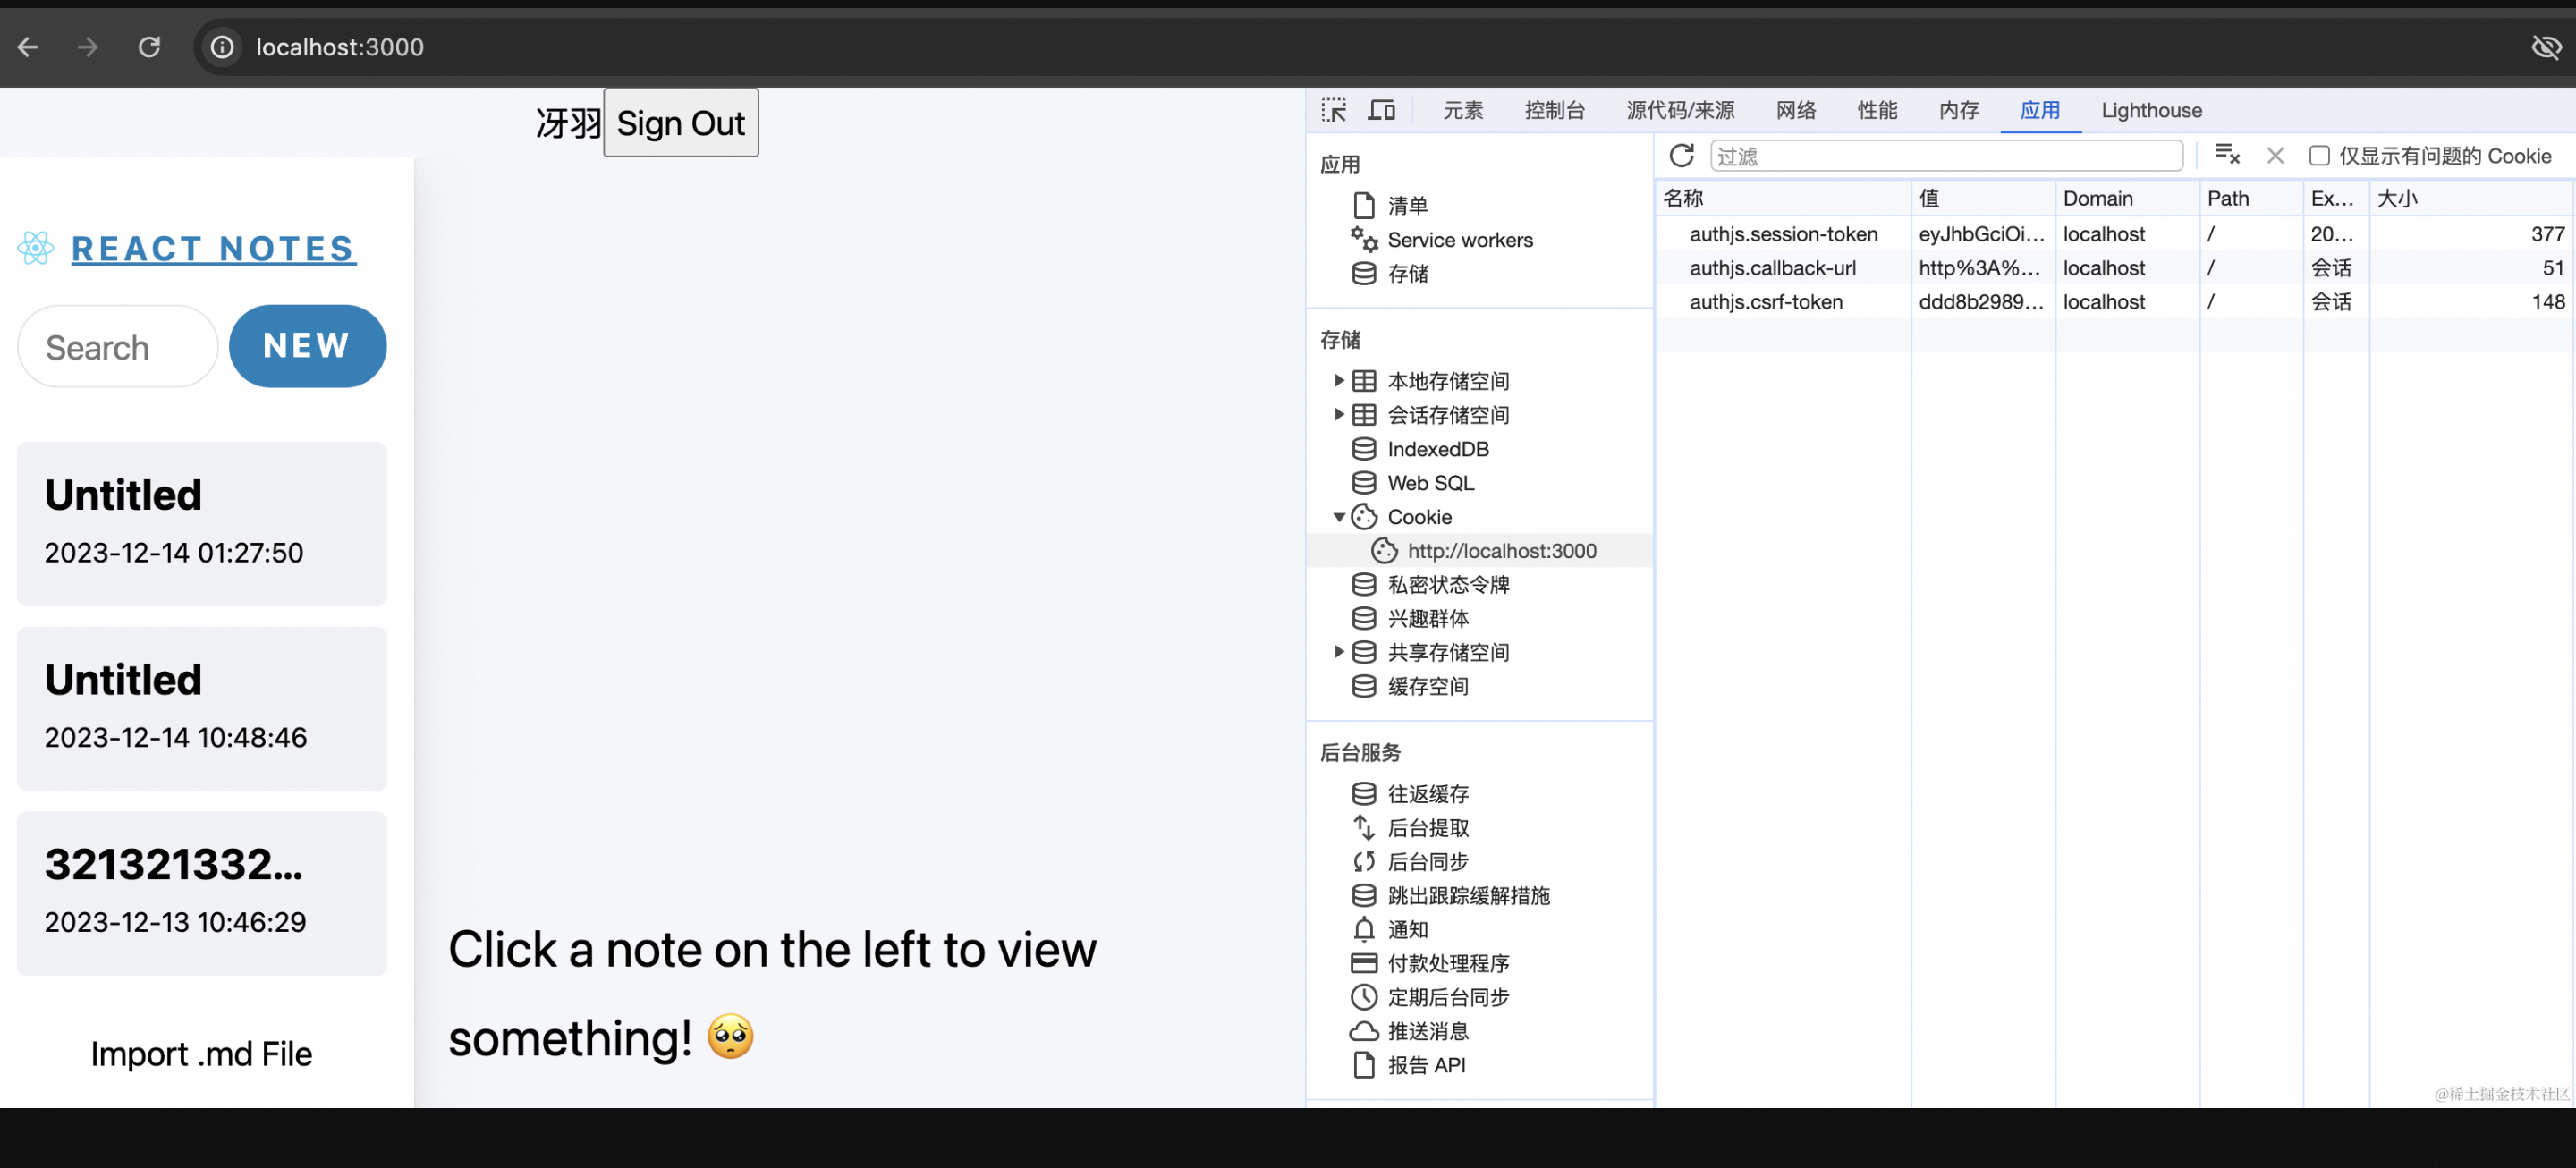 localhost:3000
冴羽 Sign Out
REACT NOTES
Search NEW
Untitled
2023-12-14 01:27:50
Untitled
2023-12-14 10:48:46
321321332...
2023-12-13 10:46:29
Import .md File
Click a note on the left to view
something! 🥺
元素 控制台 源代码/来源 网络 性能 内存 应用 Lighthouse
应用
清单
Service workers
存储
存储
本地存储空间
会话存储空间
IndexedDB
Web SQL
Cookie
http://localhost:3000
私密状态令牌
兴趣群体
共享存储空间
缓存空间
后台服务
往返缓存
后台提取
后台同步
跳出跟踪缓解措施
通知
付款处理程序
定期后台同步
推送消息
报告 API
过滤 仅显示有问题的 Cookie
名称 值 Domain Path Ex... 大小
authjs.session-token eyJhbGciOi... localhost / 20... 377
authjs.callback-url http%3A%... localhost / 会话 51
authjs.csrf-token ddd8b2989... localhost / 会话 148
@稀土掘金技术社区